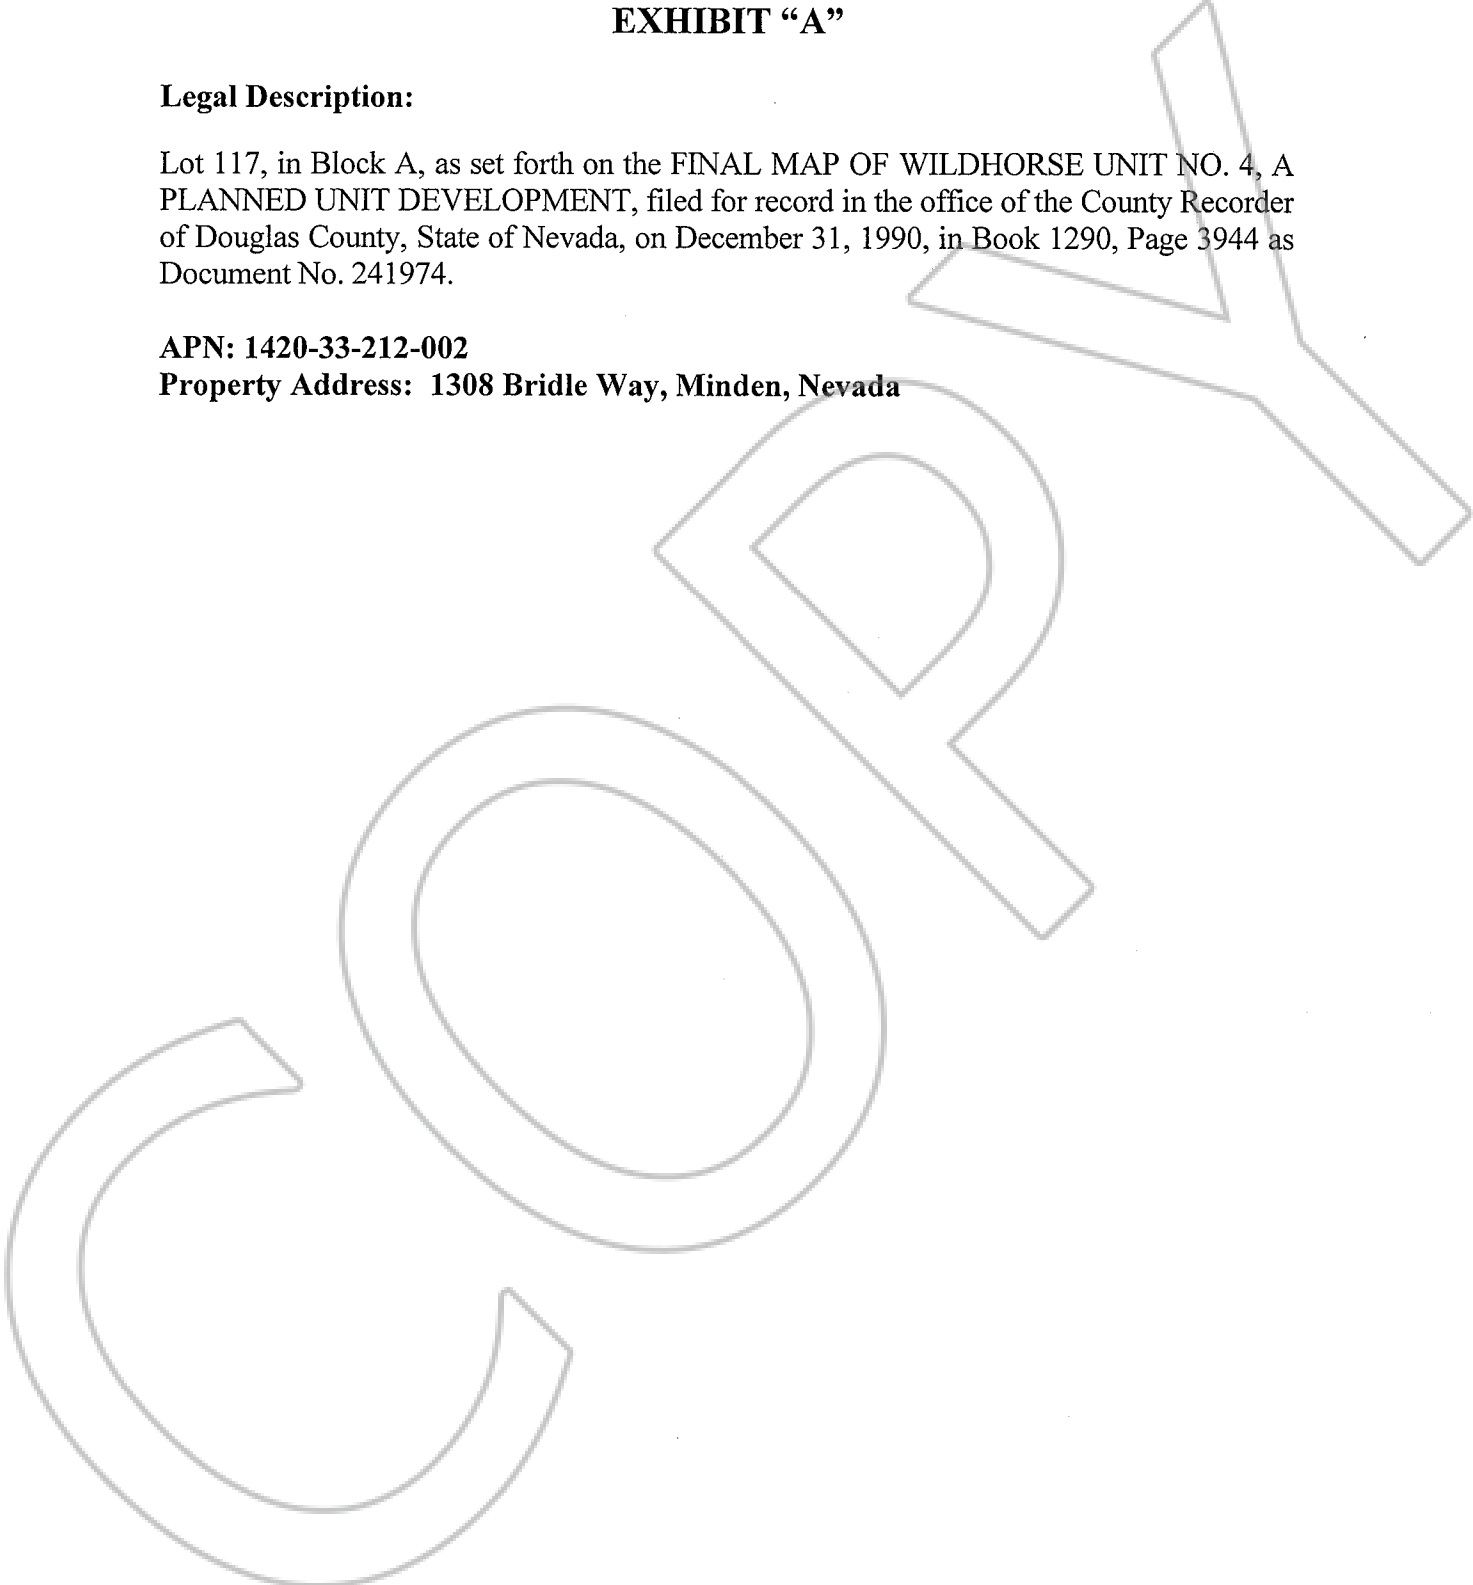 EXHIBIT “A”
Legal Description:
Lot 117, in Block A, as set forth on the FINAL MAP OF WILDHORSE UNIT NO. 4, A
PLANNED UNIT DEVELOPMENT, filed for record in the office of the County Recorder
of Douglas County, State of Nevada, on December 31, 1990, in Book 1290, Page 3944 as
Document No. 241974.
APN: 1420-33-212-002
Property Address: 1308 Bridle Way, Minden, Nevada
COPY